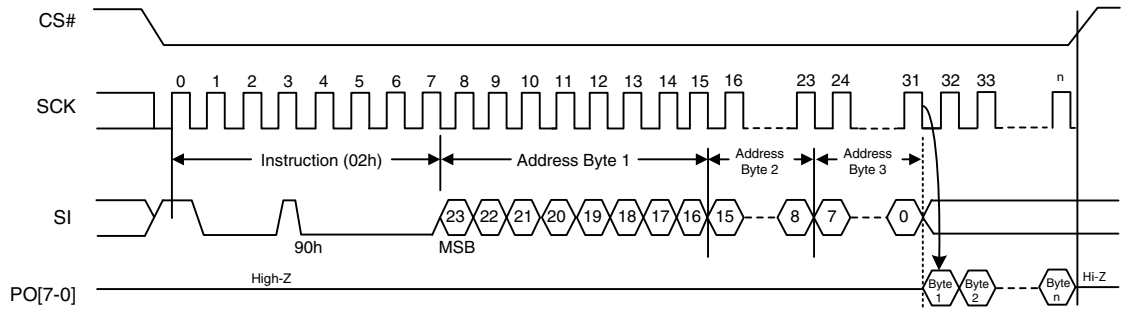 CS#
0 1 2 3 4 5 6 7 8 9 10 11 12 13 14 15 16 23 24 31 32 33 n
SCK
Instruction (02h) Address Byte 1 Address Byte 2 Address Byte 3
SI 23 22 21 20 19 18 17 16 15 8 7 0
90h MSB
High-Z Hi-Z
PO[7-0] Byte 1 Byte 2 Byte n